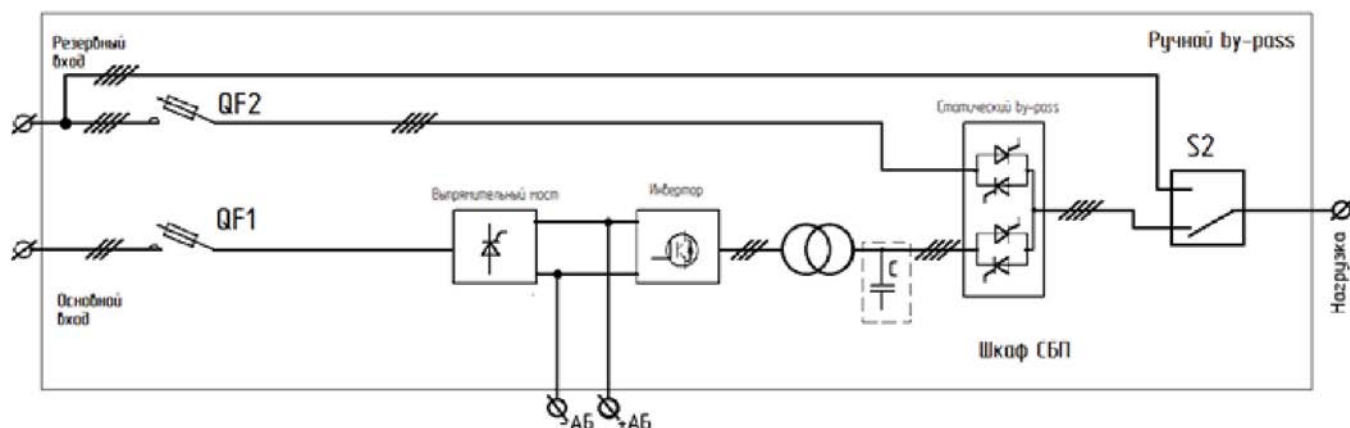 Резервный
вход
Ручной by-pass
QF2
Статический by-pass
S2
QF1
Выпрямительный мост
Инвертор
C
Основной
вход
Нагрузка
Шкаф СБП
-АБ
+АБ